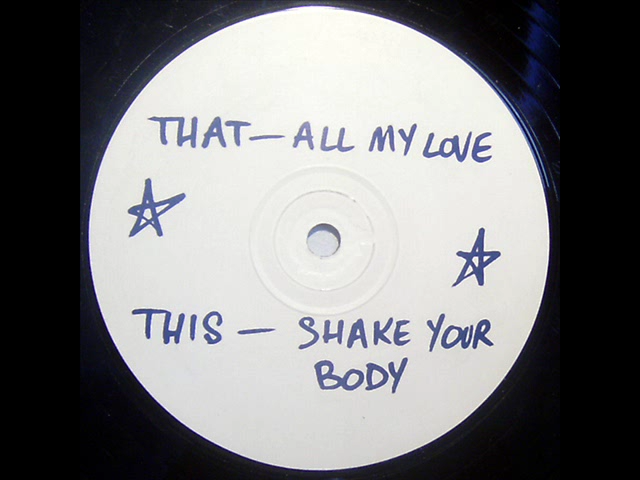 THAT — ALL MY LOVE
THIS — SHAKE YOUR
BODY